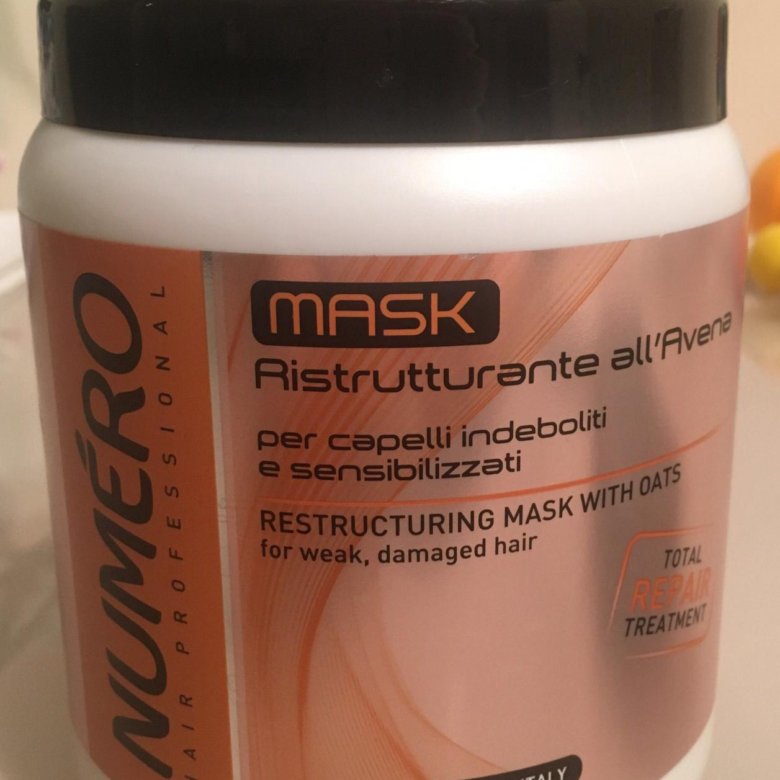 NUMÉRO
HAIR PROFESSIONAL
MASK
Ristrutturante all'Avena
per capelli indeboliti
e sensibilizzati
RESTRUCTURING MASK WITH OATS
for weak, damaged hair
TOTAL
REPAIR
TREATMENT
ITALY